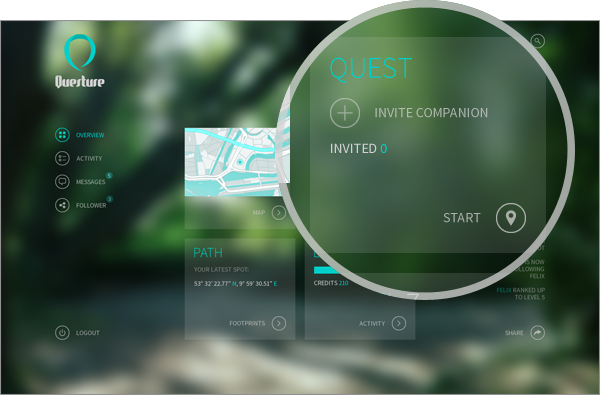 Questure
OVERVIEW
ACTIVITY
MESSAGES 5
FOLLOWER 3
LOGOUT
MAP
PATH
YOUR LATEST SPOT:
53° 32' 22.77" N, 9° 59' 30.51" E
FOOTPRINTS
CREDITS 210
ACTIVITY
QUEST
INVITE COMPANION
INVITED 0
START
NOW
FELIX
FELIX RANKED UP
TO LEVEL 5
SHARE